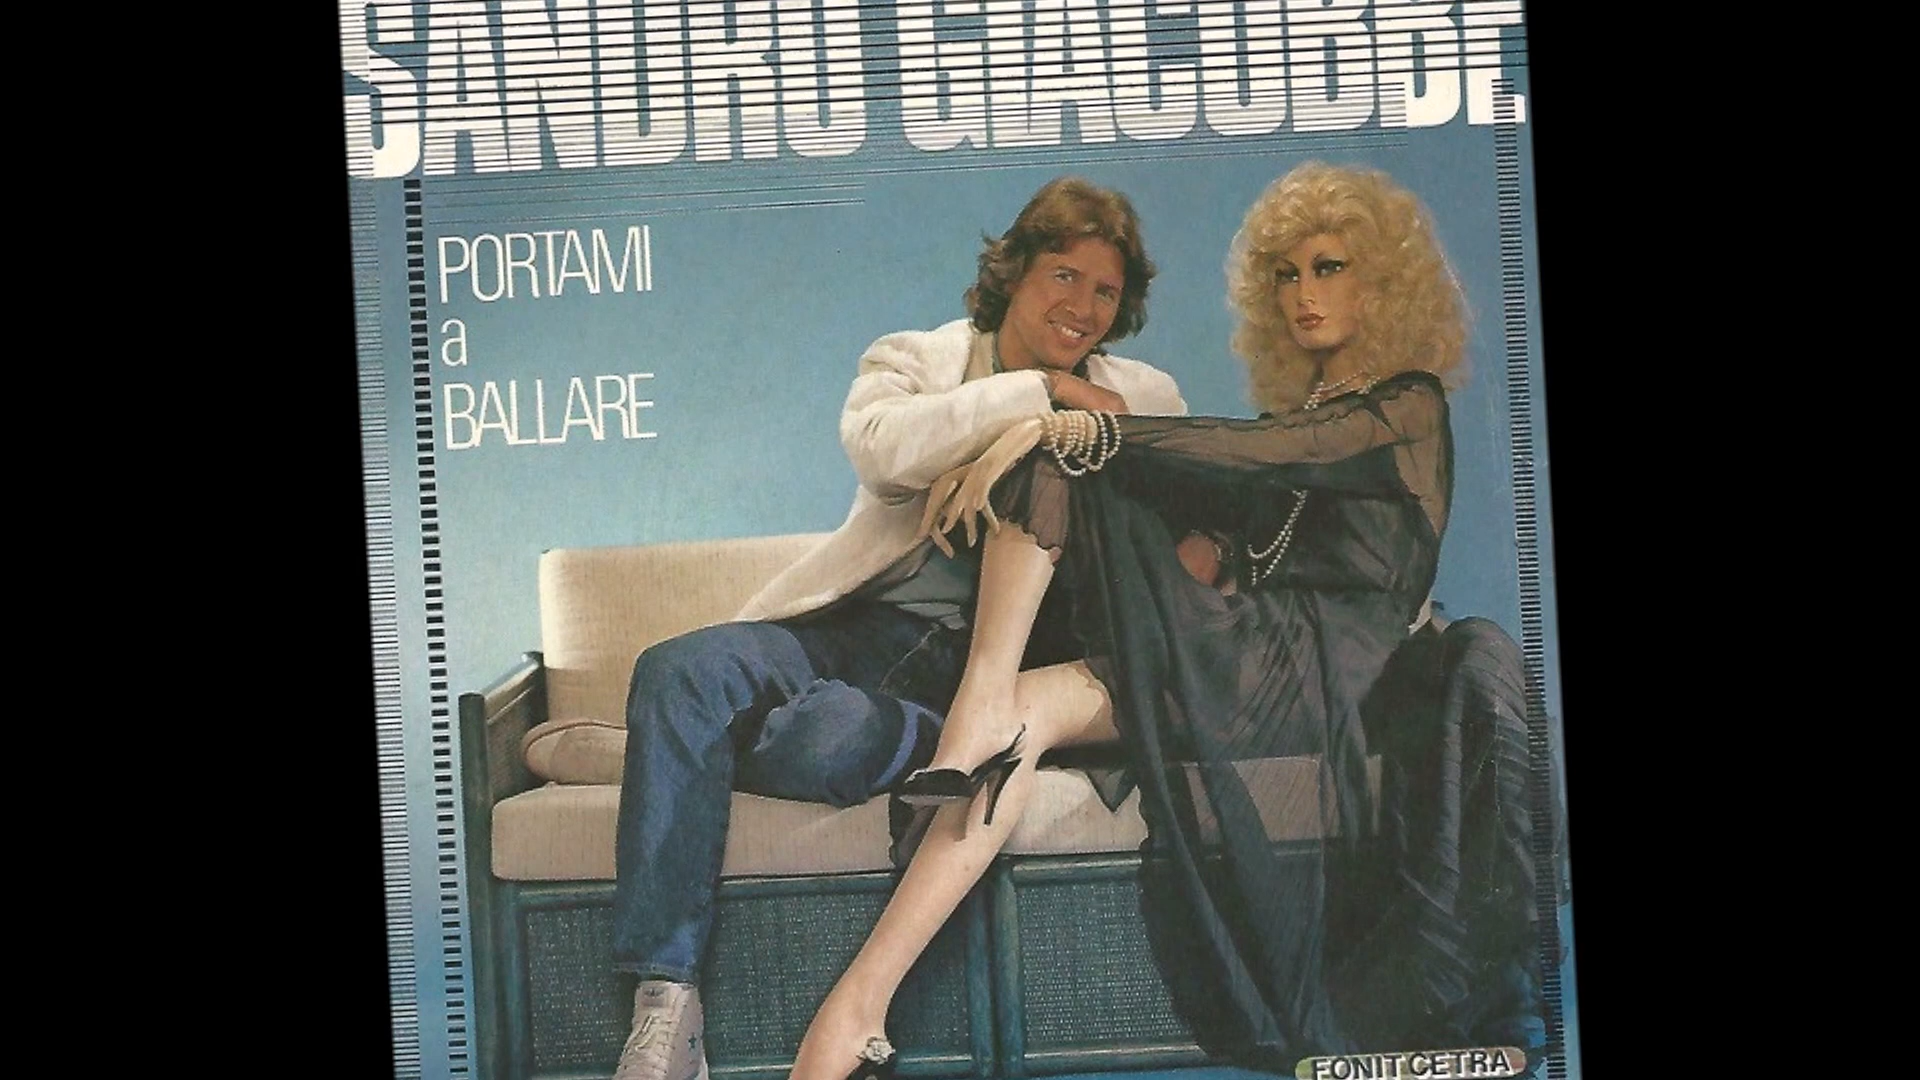 SANDRO GIACOBBE
PORTAMI
a
BALLARE
FONIT CETRA